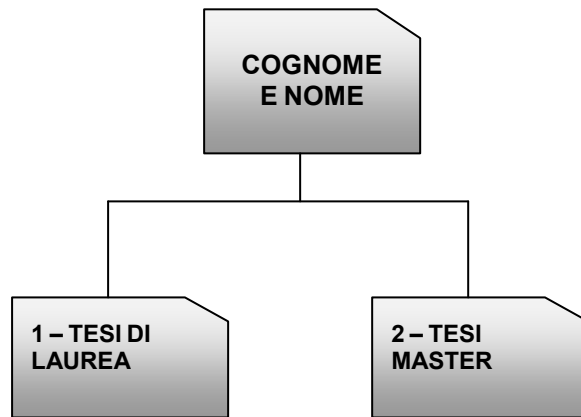 COGNOME
E NOME
1 – TESI DI
LAUREA
2 – TESI
MASTER